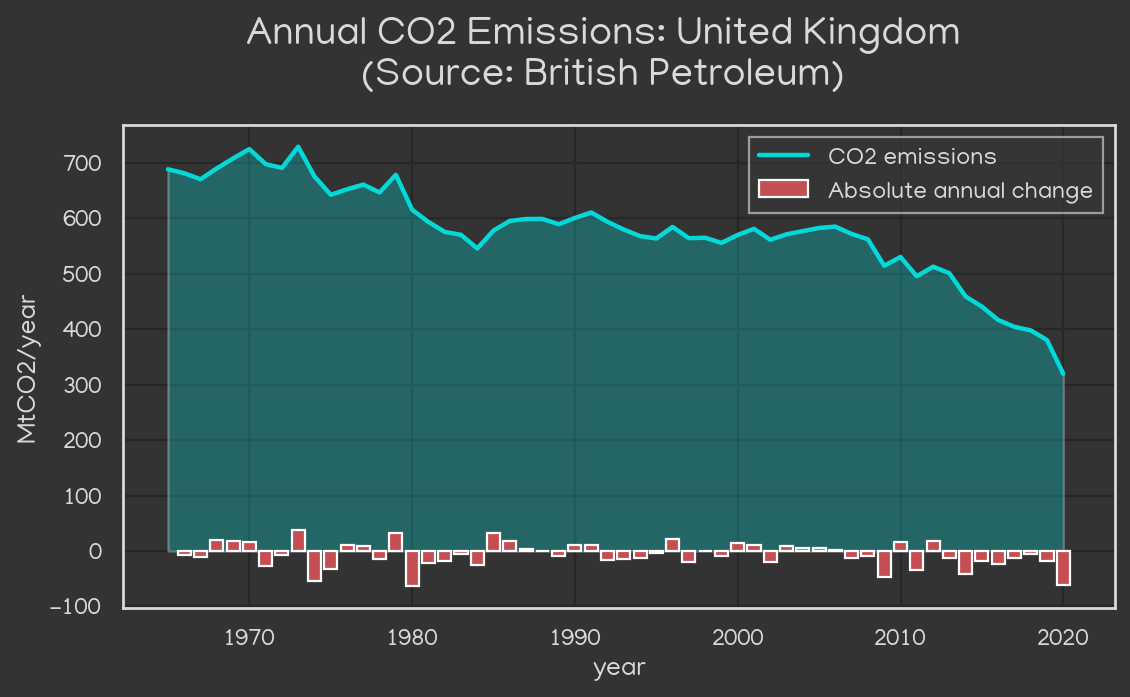 Annual CO2 Emissions: United Kingdom
(Source: British Petroleum)
CO2 emissions
Absolute annual change
MtCO2/year
700
600
500
400
300
200
100
0
−100
1970 1980 1990 2000 2010 2020
year